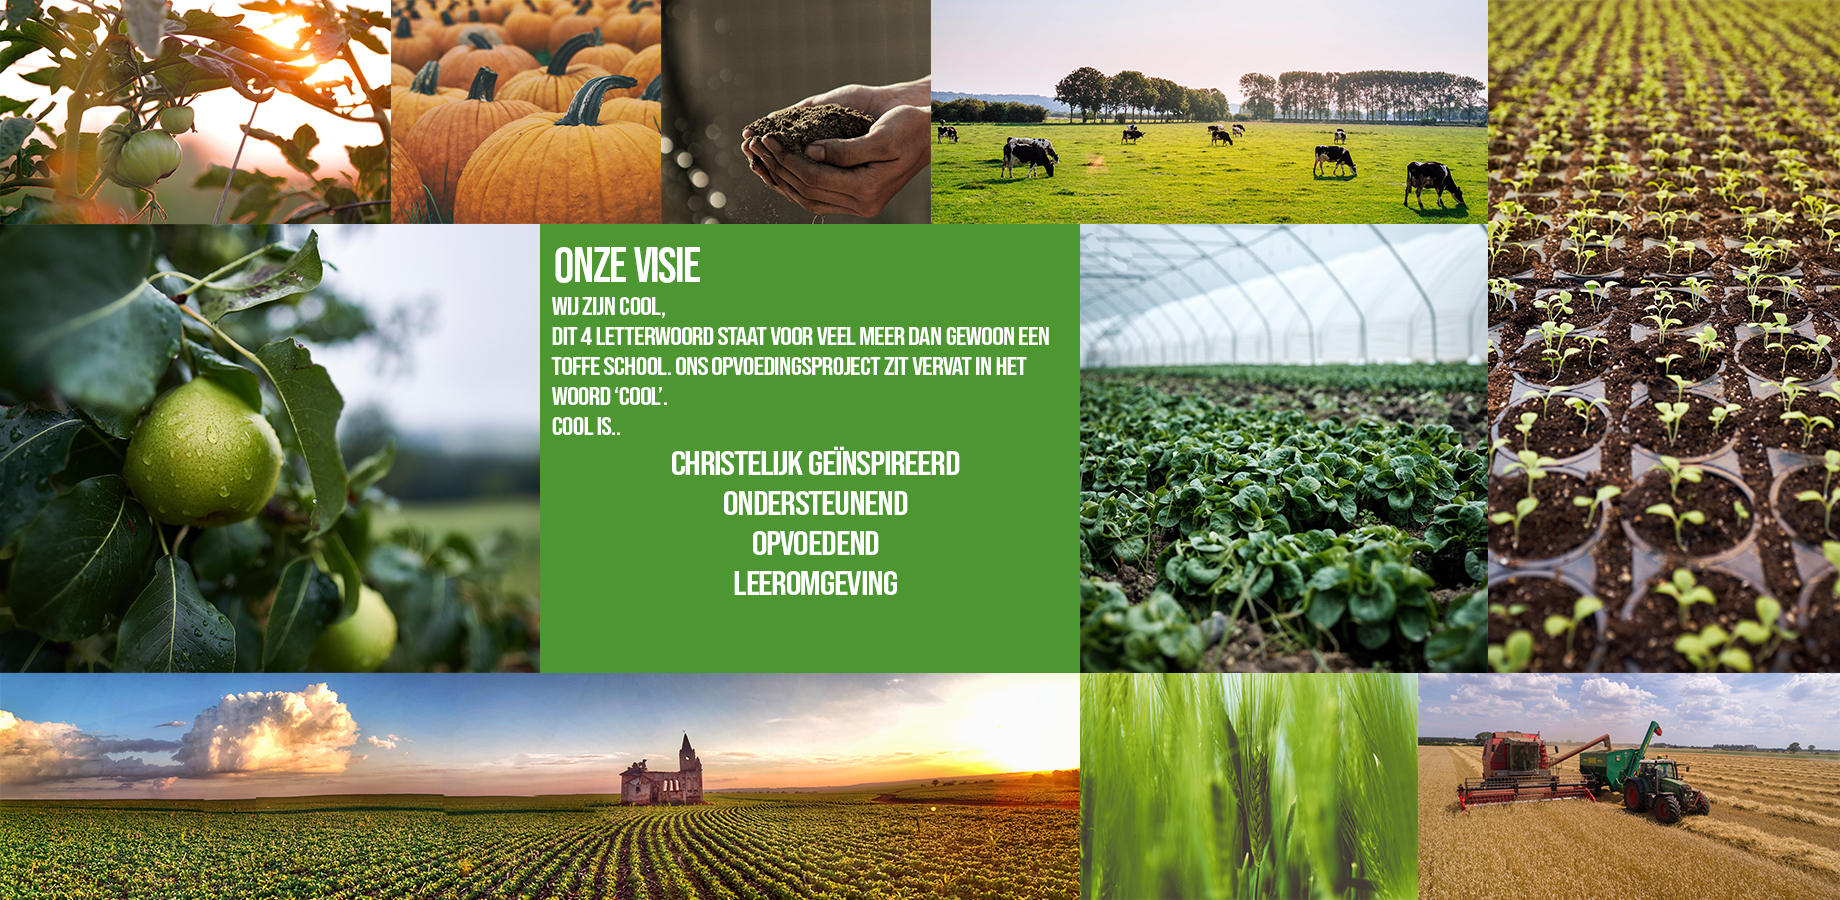 ONZE VISIE
WIJ ZIJN COOL,
DIT 4 LETTERWOORD STAAT VOOR VEEL MEER DAN GEWOON EEN
TOFFE SCHOOL. ONS OPVOEDINGSPROJECT ZIT VERVAT IN HET
WOORD ‘COOL’.
COOL IS..
CHRISTELIJK GEÏNSPIREERD
ONDERSTEUNEND
OPVOEDEND
LEEROMGEVING